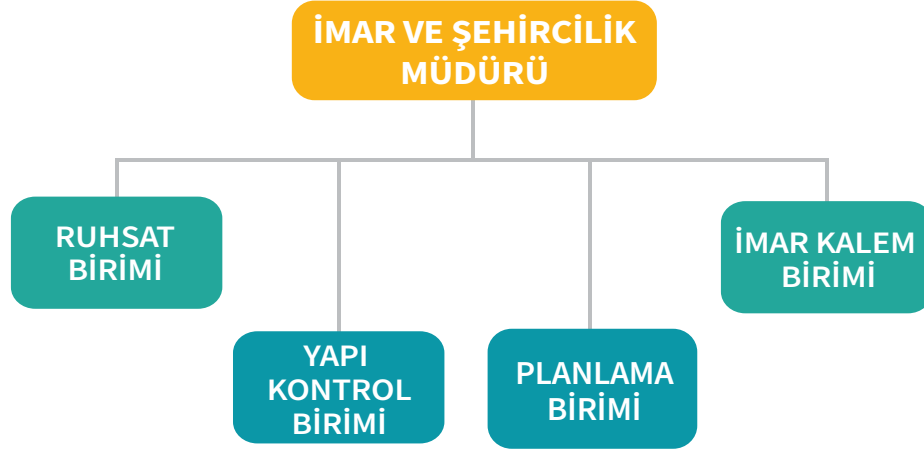 İMAR VE ŞEHİRCİLİK
MÜDÜRÜ
RUHSAT
BİRİMİ
YAPI
KONTROL
BİRİMİ
PLANLAMA
BİRİMİ
İMAR KALEM
BİRİMİ